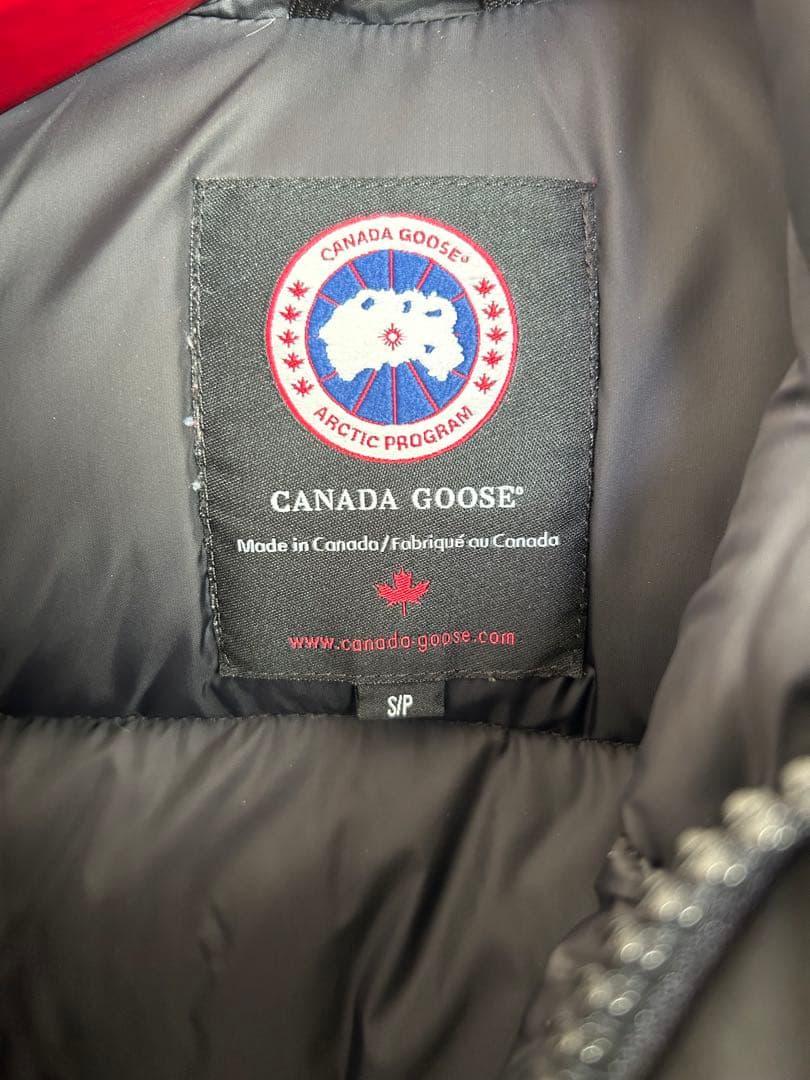 CANADA GOOSE®
ARCTIC PROGRAM
CANADA GOOSE®
Made in Canada/Fabriqué au Canada
www.canada-goose.com
S/P